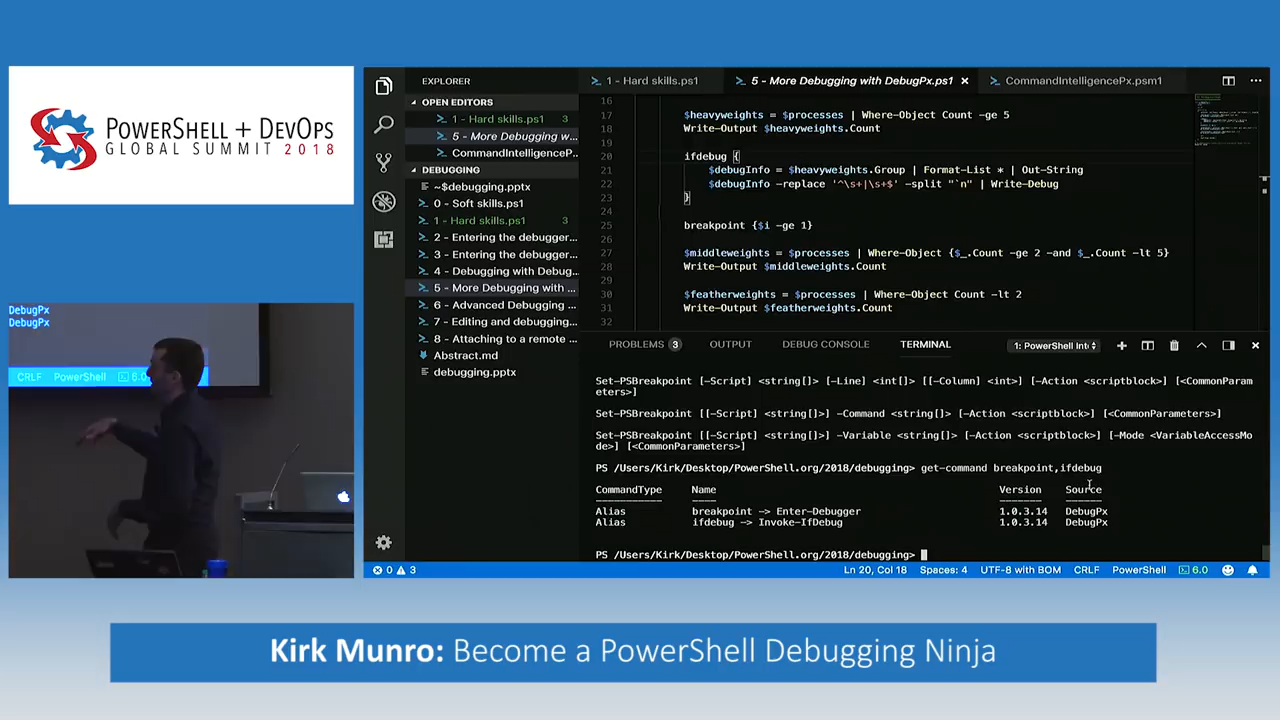 POWERSHELL + DEVOPS
GLOBAL SUMMIT 2018
DebugPx
DebugPx
CRLF PowerShell 6.0
EXPLORER
OPEN EDITORS
1 - Hard skills.ps1 3
5 - More Debugging w...
CommandIntelligenceP...
DEBUGGING
~$debugging.pptx
0 - Soft skills.ps1
1 - Hard skills.ps1 3
2 - Entering the debugger...
3 - Entering the debugger...
4 - Debugging with Debug...
5 - More Debugging with ...
6 - Advanced Debugging ...
7 - Editing and debugging...
8 - Attaching to a remote ...
Abstract.md
debugging.pptx
1 - Hard skills.ps1 5 - More Debugging with DebugPx.ps1 × CommandIntelligencePx.psm1 ...
16
17 $heavyweights = $processes | Where-Object Count -ge 5
18 Write-Output $heavyweights.Count
19
20 ifdebug {
21 $debugInfo = $heavyweights.Group | Format-List * | Out-String
22 $debugInfo -replace '^\s+|\s+$' -split "`n" | Write-Debug
23 }
24
25 breakpoint {$i -ge 1}
26
27 $middleweights = $processes | Where-Object {$_.Count -ge 2 -and $_.Count -lt 5}
28 Write-Output $middleweights.Count
29
30 $featherweights = $processes | Where-Object Count -lt 2
31 Write-Output $featherweights.Count
32
PROBLEMS 3 OUTPUT DEBUG CONSOLE TERMINAL 1: PowerShell Inte
Set-PSBreakpoint [-Script] <string[]> [-Line] <int[]> [[-Column] <int>] [-Action <scriptblock>] [<CommonParam
eters>]
Set-PSBreakpoint [[-Script] <string[]>] -Command <string[]> [-Action <scriptblock>] [<CommonParameters>]
Set-PSBreakpoint [[-Script] <string[]>] -Variable <string[]> [-Action <scriptblock>] [-Mode <VariableAccessMo
de>] [<CommonParameters>]
PS /Users/Kirk/Desktop/PowerShell.org/2018/debugging> get-command breakpoint,ifdebug
CommandType Name Version Source
----------- ---- ------- ------
Alias breakpoint -> Enter-Debugger 1.0.3.14 DebugPx
Alias ifdebug -> Invoke-IfDebug 1.0.3.14 DebugPx
PS /Users/Kirk/Desktop/PowerShell.org/2018/debugging>
0 3 Ln 20, Col 18 Spaces: 4 UTF-8 with BOM CRLF PowerShell 6.0
Kirk Munro: Become a PowerShell Debugging Ninja